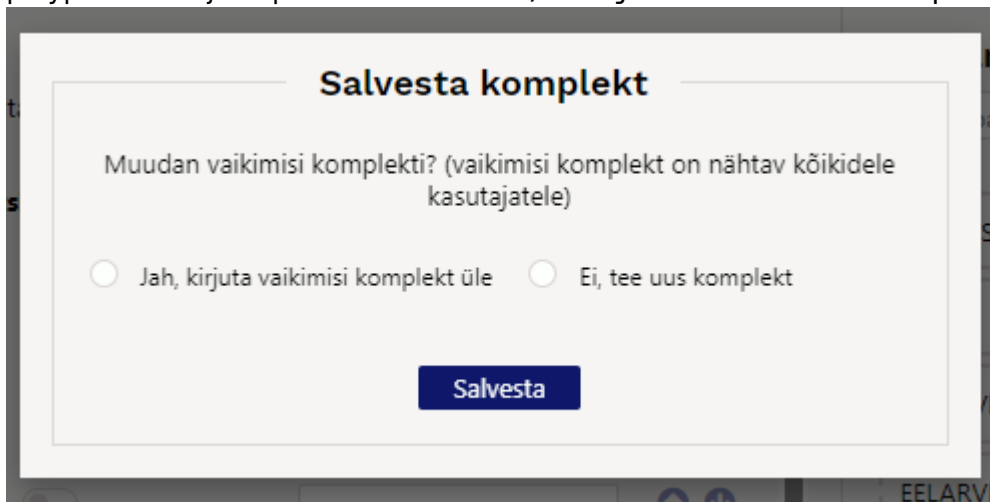 Salvesta komplekt
Muudan vaikimisi komplekti? (vaikimisi komplekt on nähtav kõikidele
kasutajatele)
Jah, kirjuta vaikimisi komplekt üle
Ei, tee uus komplekt
Salvesta